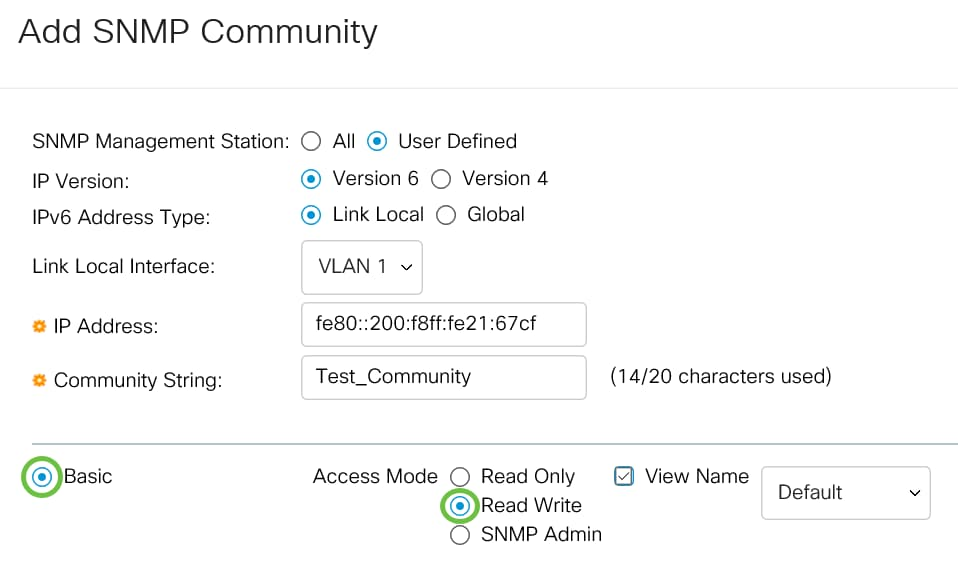 Add SNMP Community
SNMP Management Station: All User Defined
IP Version: Version 6 Version 4
IPv6 Address Type: Link Local Global
Link Local Interface: VLAN 1
IP Address: fe80::200:f8ff:fe21:67cf
Community String: Test_Community (14/20 characters used)
Basic Access Mode Read Only View Name Default
Read Write
SNMP Admin